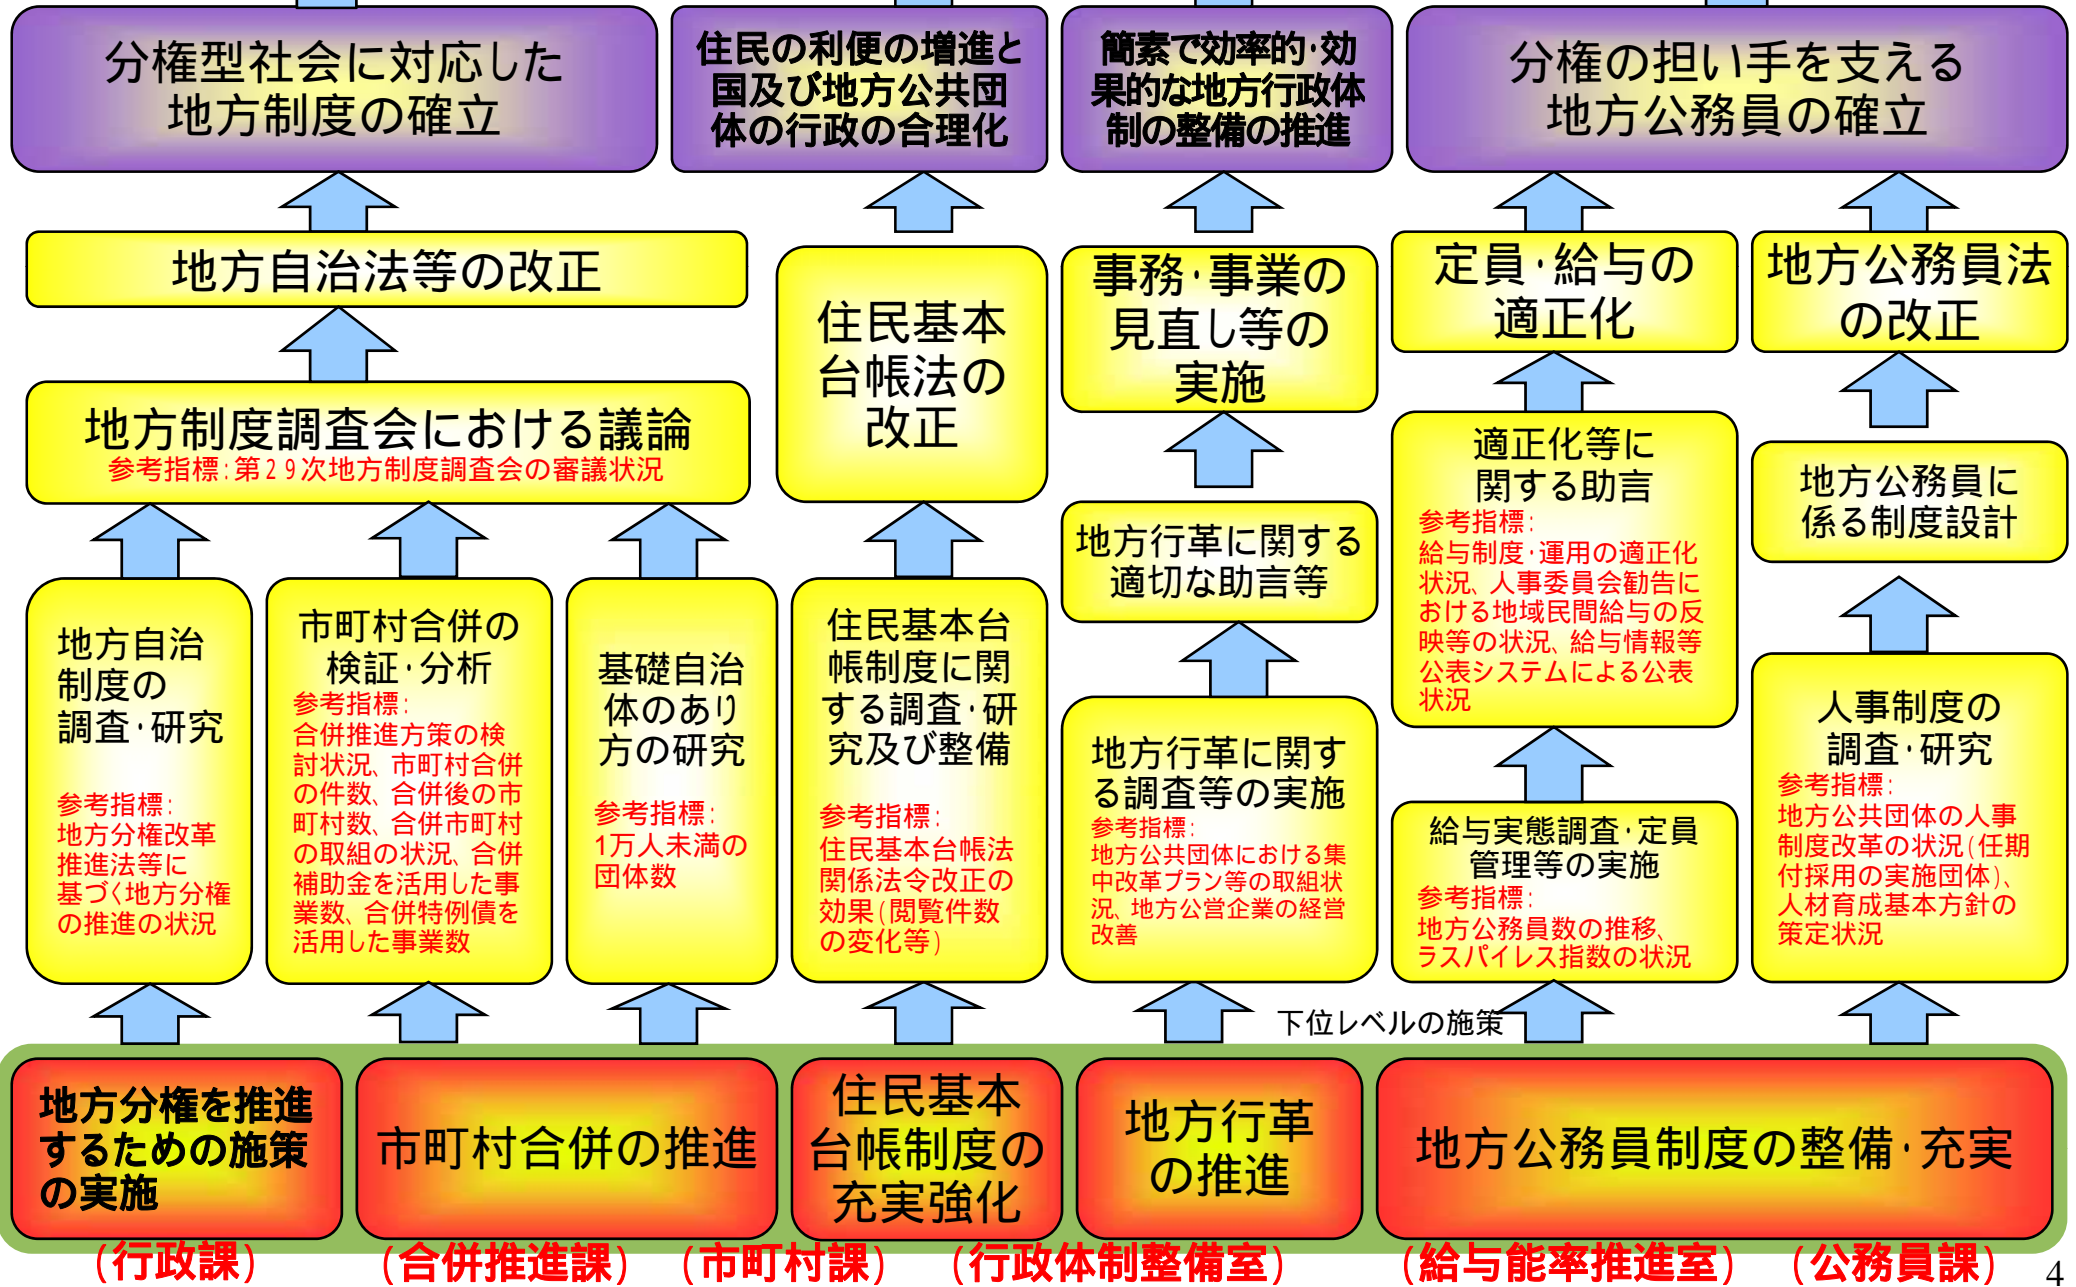 分権型社会に対応した
地方制度の確立
住民の利便の増進と
国及び地方公共団
体の行政の合理化
簡素で効率的・効
果的な地方行政体
制の整備の推進
分権の担い手を支える
地方公務員の確立
地方自治法等の改正
住民基本
台帳法の
改正
事務・事業の
見直し等の
実施
定員・給与の
適正化
地方公務員法
の改正
地方制度調査会における議論
参考指標:第29次地方制度調査会の審議状況
地方行革に関する
適切な助言等
適正化等に
関する助言
参考指標:
給与制度・運用の適正化
状況、人事委員会勧告に
おける地域民間給与の反
映等の状況、給与情報等
公表システムによる公表
状況
地方公務員に
係る制度設計
地方自治
制度の
調査・研究
参考指標:
地方分権改革
推進法等に
基づく地方分権
の推進の状況
市町村合併の
検証・分析
参考指標:
合併推進方策の検
討状況、市町村合併
の件数、合併後の市
町村数、合併市町村
の取組の状況、合併
補助金を活用した事
業数、合併特例債を
活用した事業数
基礎自治
体のあり
方の研究
参考指標:
1万人未満の
団体数
住民基本台
帳制度に関
する調査・研
究及び整備
参考指標:
住民基本台帳法
関係法令改正の
効果(閲覧件数
の変化等)
地方行革に関す
る調査等の実施
参考指標:
地方公共団体における集
中改革プラン等の取組状
況、地方公営企業の経営
改善
給与実態調査・定員
管理等の実施
参考指標:
地方公務員数の推移、
ラスパイレス指数の状況
人事制度の
調査・研究
参考指標:
地方公共団体の人事
制度改革の状況(任期
付採用の実施団体)、
人材育成基本方針の
策定状況
下位レベルの施策
地方分権を推進
するための施策
の実施
市町村合併の推進
住民基本
台帳制度の
充実強化
地方行革
の推進
地方公務員制度の整備・充実
(行政課)
(合併推進課)
(市町村課)
(行政体制整備室)
(給与能率推進室)
(公務員課)
4